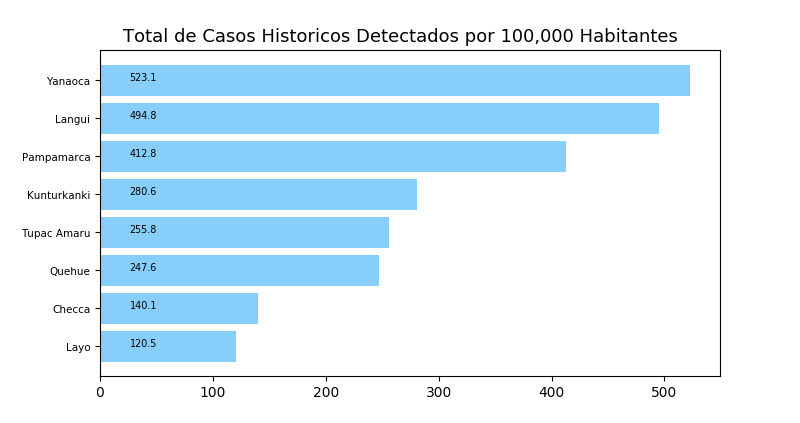 Total de Casos Historicos Detectados por 100,000 Habitantes
Yanaoca 523.1
Langui 494.8
Pampamarca 412.8
Kunturkanki 280.6
Tupac Amaru 255.8
Quehue 247.6
Checca 140.1
Layo 120.5
0 100 200 300 400 500